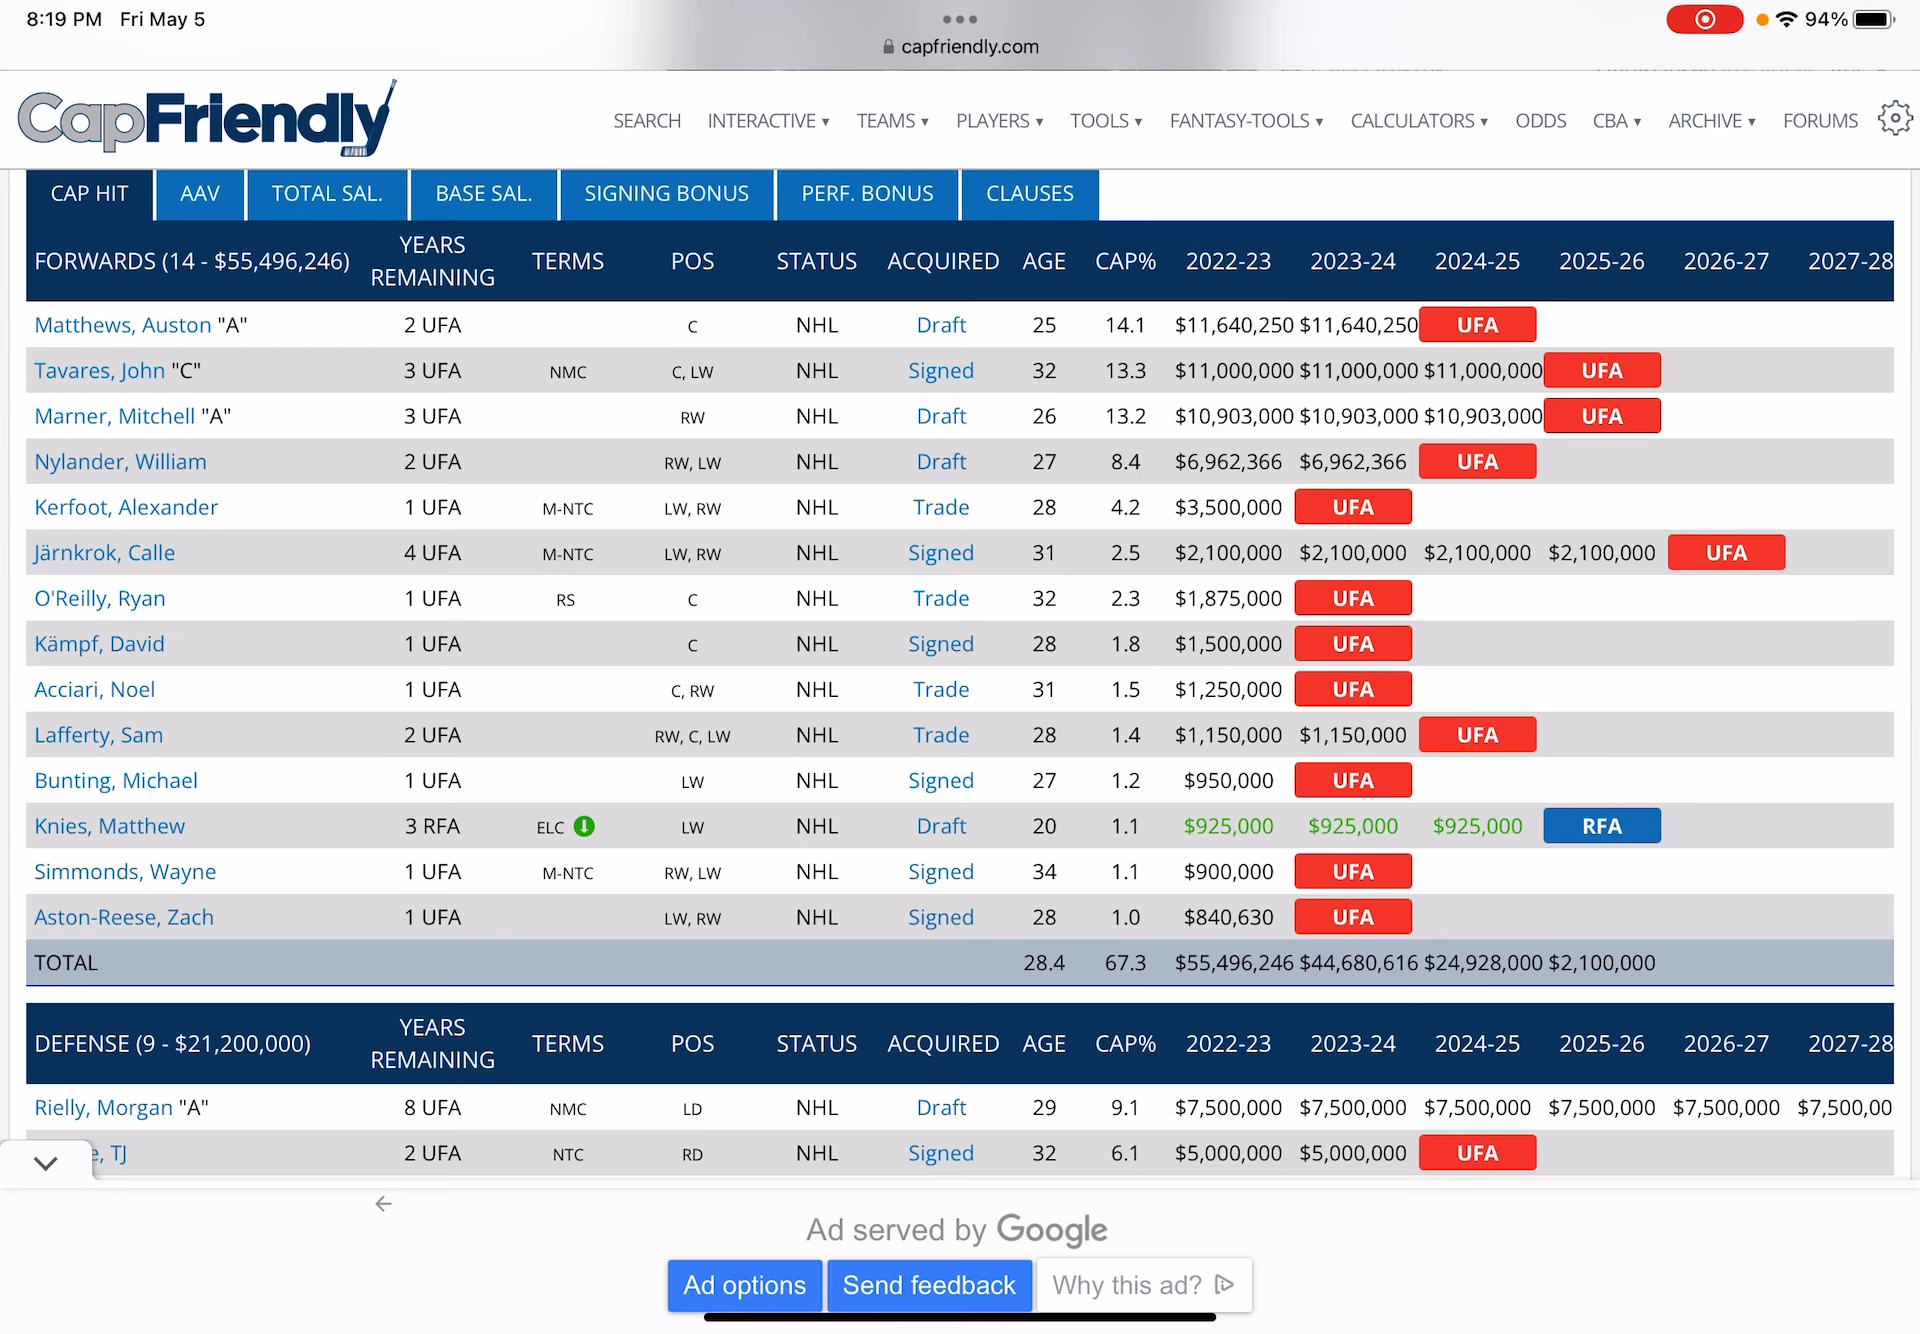 8:19 PM Fri May 5
94%
capfriendly.com
CapFriendly
SEARCH INTERACTIVE ▾ TEAMS ▾ PLAYERS ▾ TOOLS ▾ FANTASY-TOOLS ▾ CALCULATORS ▾ ODDS CBA ▾ ARCHIVE ▾ FORUMS
CAP HIT AAV TOTAL SAL. BASE SAL. SIGNING BONUS PERF. BONUS CLAUSES
FORWARDS (14 - $55,496,246) YEARS REMAINING TERMS POS STATUS ACQUIRED AGE CAP% 2022-23 2023-24 2024-25 2025-26 2026-27 2027-28
Matthews, Auston "A" 2 UFA C NHL Draft 25 14.1 $11,640,250 $11,640,250 UFA
Tavares, John "C" 3 UFA NMC C, LW NHL Signed 32 13.3 $11,000,000 $11,000,000 $11,000,000 UFA
Marner, Mitchell "A" 3 UFA RW NHL Draft 26 13.2 $10,903,000 $10,903,000 $10,903,000 UFA
Nylander, William 2 UFA RW, LW NHL Draft 27 8.4 $6,962,366 $6,962,366 UFA
Kerfoot, Alexander 1 UFA M-NTC LW, RW NHL Trade 28 4.2 $3,500,000 UFA
Järnkrok, Calle 4 UFA M-NTC LW, RW NHL Signed 31 2.5 $2,100,000 $2,100,000 $2,100,000 $2,100,000 UFA
O'Reilly, Ryan 1 UFA RS C NHL Trade 32 2.3 $1,875,000 UFA
Kämpf, David 1 UFA C NHL Signed 28 1.8 $1,500,000 UFA
Acciari, Noel 1 UFA C, RW NHL Trade 31 1.5 $1,250,000 UFA
Lafferty, Sam 2 UFA RW, C, LW NHL Trade 28 1.4 $1,150,000 $1,150,000 UFA
Bunting, Michael 1 UFA LW NHL Signed 27 1.2 $950,000 UFA
Knies, Matthew 3 RFA ELC LW NHL Draft 20 1.1 $925,000 $925,000 $925,000 RFA
Simmonds, Wayne 1 UFA M-NTC RW, LW NHL Signed 34 1.1 $900,000 UFA
Aston-Reese, Zach 1 UFA LW, RW NHL Signed 28 1.0 $840,630 UFA
TOTAL 28.4 67.3 $55,496,246 $44,680,616 $24,928,000 $2,100,000
DEFENSE (9 - $21,200,000) YEARS REMAINING TERMS POS STATUS ACQUIRED AGE CAP% 2022-23 2023-24 2024-25 2025-26 2026-27 2027-28
Rielly, Morgan "A" 8 UFA NMC LD NHL Draft 29 9.1 $7,500,000 $7,500,000 $7,500,000 $7,500,000 $7,500,000 $7,500,00
e, TJ 2 UFA NTC RD NHL Signed 32 6.1 $5,000,000 $5,000,000 UFA
Ad served by Google
Ad options Send feedback Why this ad?